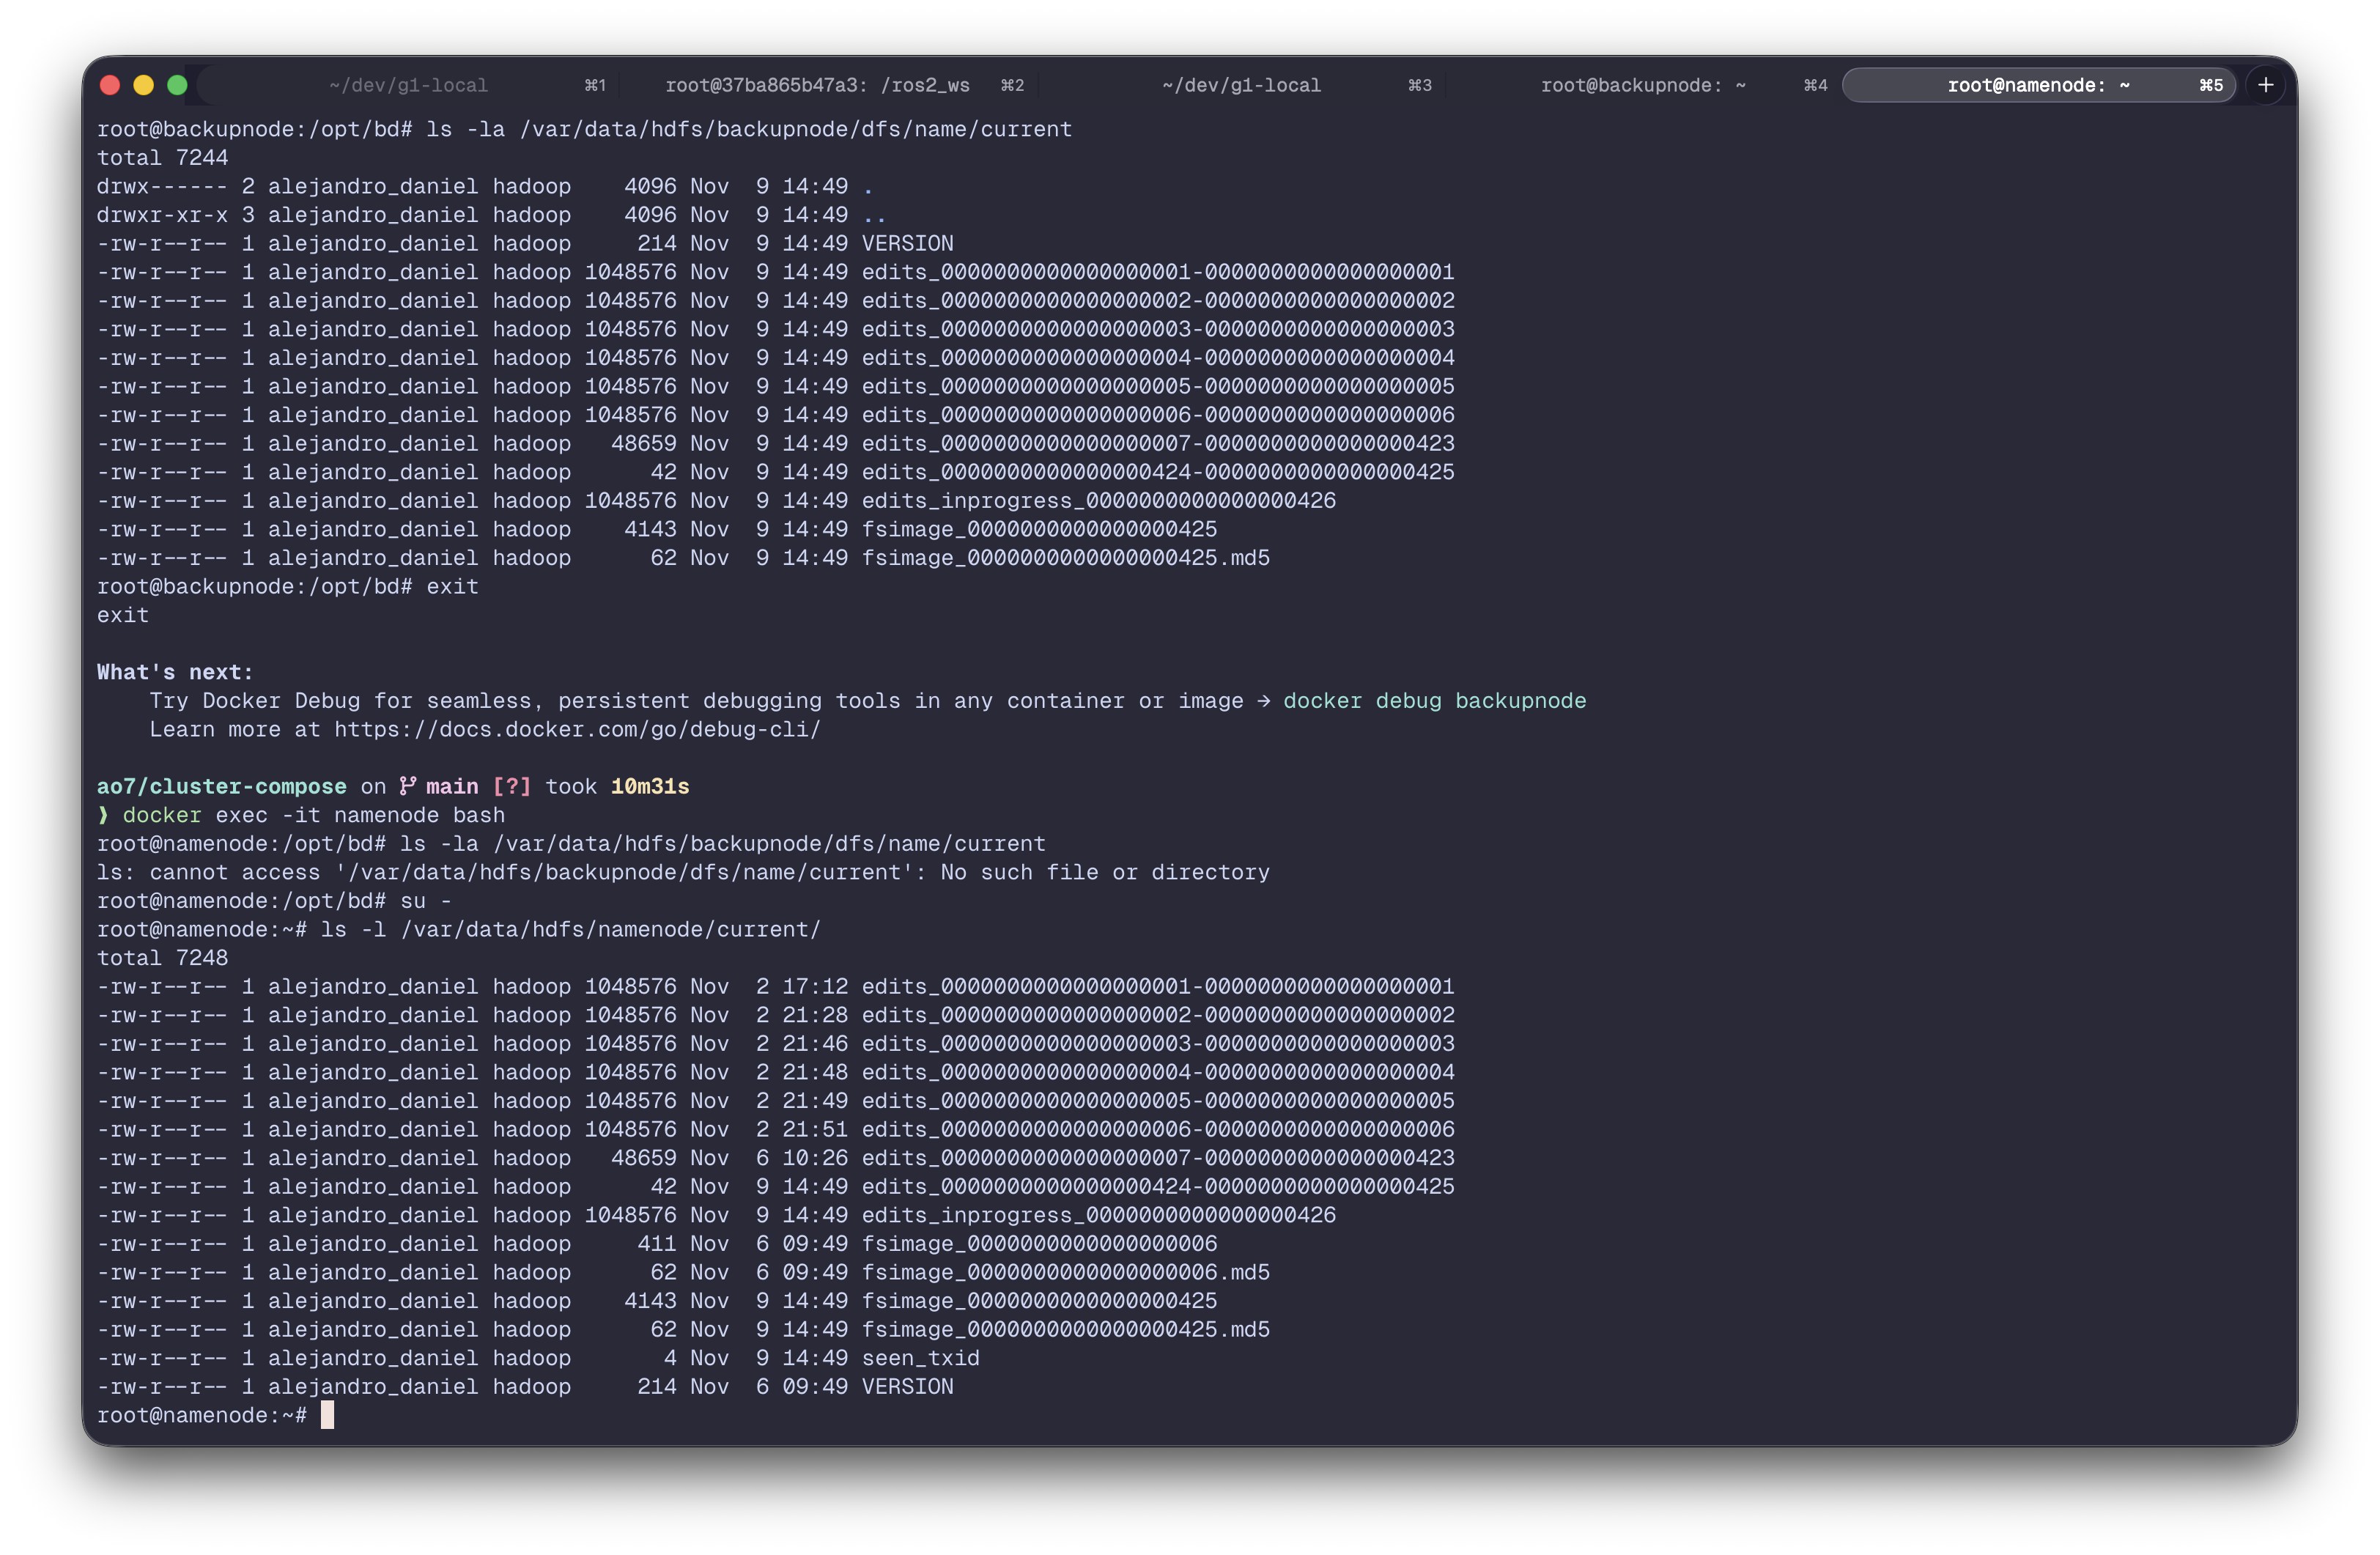 ~/dev/g1-local ⌘1 root@37ba865b47a3: /ros2_ws ⌘2 ~/dev/g1-local ⌘3 root@backupnode: ~ ⌘4 root@namenode: ~ ⌘5 +
root@backupnode:/opt/bd# ls -la /var/data/hdfs/backupnode/dfs/name/current
total 7244
drwx------ 2 alejandro_daniel hadoop    4096 Nov  9 14:49 .
drwxr-xr-x 3 alejandro_daniel hadoop    4096 Nov  9 14:49 ..
-rw-r--r-- 1 alejandro_daniel hadoop     214 Nov  9 14:49 VERSION
-rw-r--r-- 1 alejandro_daniel hadoop 1048576 Nov  9 14:49 edits_0000000000000000001-0000000000000000001
-rw-r--r-- 1 alejandro_daniel hadoop 1048576 Nov  9 14:49 edits_0000000000000000002-0000000000000000002
-rw-r--r-- 1 alejandro_daniel hadoop 1048576 Nov  9 14:49 edits_0000000000000000003-0000000000000000003
-rw-r--r-- 1 alejandro_daniel hadoop 1048576 Nov  9 14:49 edits_0000000000000000004-0000000000000000004
-rw-r--r-- 1 alejandro_daniel hadoop 1048576 Nov  9 14:49 edits_0000000000000000005-0000000000000000005
-rw-r--r-- 1 alejandro_daniel hadoop 1048576 Nov  9 14:49 edits_0000000000000000006-0000000000000000006
-rw-r--r-- 1 alejandro_daniel hadoop   48659 Nov  9 14:49 edits_0000000000000000007-0000000000000000423
-rw-r--r-- 1 alejandro_daniel hadoop      42 Nov  9 14:49 edits_0000000000000000424-0000000000000000425
-rw-r--r-- 1 alejandro_daniel hadoop 1048576 Nov  9 14:49 edits_inprogress_0000000000000000426
-rw-r--r-- 1 alejandro_daniel hadoop    4143 Nov  9 14:49 fsimage_0000000000000000425
-rw-r--r-- 1 alejandro_daniel hadoop      62 Nov  9 14:49 fsimage_0000000000000000425.md5
root@backupnode:/opt/bd# exit
exit
What's next:
    Try Docker Debug for seamless, persistent debugging tools in any container or image → docker debug backupnode
    Learn more at https://docs.docker.com/go/debug-cli/
ao7/cluster-compose on main [?] took 10m31s
❱ docker exec -it namenode bash
root@namenode:/opt/bd# ls -la /var/data/hdfs/backupnode/dfs/name/current
ls: cannot access '/var/data/hdfs/backupnode/dfs/name/current': No such file or directory
root@namenode:/opt/bd# su -
root@namenode:~# ls -l /var/data/hdfs/namenode/current/
total 7248
-rw-r--r-- 1 alejandro_daniel hadoop 1048576 Nov  2 17:12 edits_0000000000000000001-0000000000000000001
-rw-r--r-- 1 alejandro_daniel hadoop 1048576 Nov  2 21:28 edits_0000000000000000002-0000000000000000002
-rw-r--r-- 1 alejandro_daniel hadoop 1048576 Nov  2 21:46 edits_0000000000000000003-0000000000000000003
-rw-r--r-- 1 alejandro_daniel hadoop 1048576 Nov  2 21:48 edits_0000000000000000004-0000000000000000004
-rw-r--r-- 1 alejandro_daniel hadoop 1048576 Nov  2 21:49 edits_0000000000000000005-0000000000000000005
-rw-r--r-- 1 alejandro_daniel hadoop 1048576 Nov  2 21:51 edits_0000000000000000006-0000000000000000006
-rw-r--r-- 1 alejandro_daniel hadoop   48659 Nov  6 10:26 edits_0000000000000000007-0000000000000000423
-rw-r--r-- 1 alejandro_daniel hadoop      42 Nov  9 14:49 edits_0000000000000000424-0000000000000000425
-rw-r--r-- 1 alejandro_daniel hadoop 1048576 Nov  9 14:49 edits_inprogress_0000000000000000426
-rw-r--r-- 1 alejandro_daniel hadoop     411 Nov  6 09:49 fsimage_0000000000000000006
-rw-r--r-- 1 alejandro_daniel hadoop      62 Nov  6 09:49 fsimage_0000000000000000006.md5
-rw-r--r-- 1 alejandro_daniel hadoop    4143 Nov  9 14:49 fsimage_0000000000000000425
-rw-r--r-- 1 alejandro_daniel hadoop      62 Nov  9 14:49 fsimage_0000000000000000425.md5
-rw-r--r-- 1 alejandro_daniel hadoop       4 Nov  9 14:49 seen_txid
-rw-r--r-- 1 alejandro_daniel hadoop     214 Nov  6 09:49 VERSION
root@namenode:~#